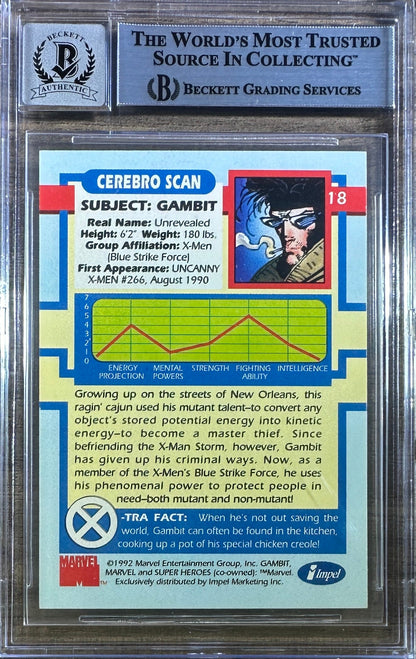 BECKETT
B
AUTHENTIC
THE WORLD'S MOST TRUSTED
SOURCE IN COLLECTING™
B BECKETT GRADING SERVICES
CEREBRO SCAN
18
SUBJECT: GAMBIT
Real Name: Unrevealed
Height: 6'2" Weight: 180 lbs.
Group Affiliation: X-Men
(Blue Strike Force)
First Appearance: UNCANNY
X-MEN #266, August 1990
7
6
5
4
3
2
1
0
ENERGY PROJECTION
MENTAL POWERS
STRENGTH
FIGHTING ABILITY
INTELLIGENCE
Growing up on the streets of New Orleans, this
ragin' cajun used his mutant talent–to convert any
object's stored potential energy into kinetic
energy–to become a master thief. Since
befriending the X-Man Storm, however, Gambit
has given up his criminal ways. Now, as a
member of the X-Men's Blue Strike Force, he uses
his phenomenal power to protect people in
need–both mutant and non-mutant!
X -TRA FACT: When he's not out saving the
world, Gambit can often be found in the kitchen,
cooking up a pot of his special chicken creole!
MARVEL
M™
©1992 Marvel Entertainment Group, Inc. GAMBIT,
MARVEL and SUPER HEROES (co-owned): ™Marvel.
Exclusively distributed by Impel Marketing Inc.
Impel